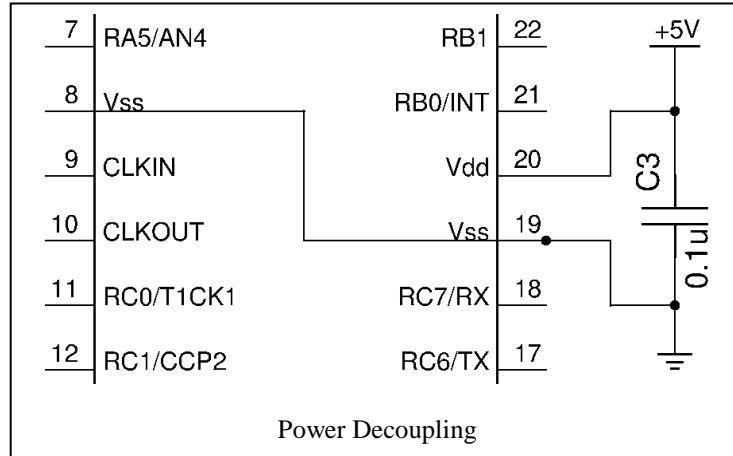 7 RA5/AN4 RB1 22 +5V
8 Vss RB0/INT 21
9 CLKIN Vdd 20 C3
10 CLKOUT Vss 19 0.1u
11 RC0/T1CK1 RC7/RX 18
12 RC1/CCP2 RC6/TX 17
Power Decoupling